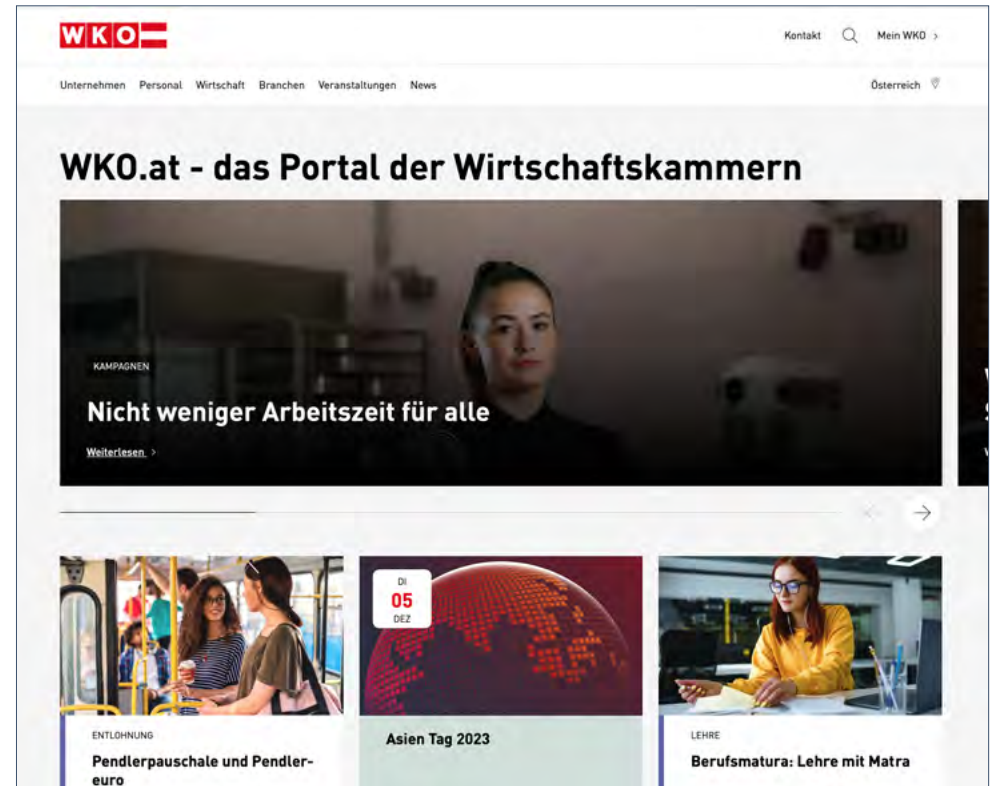 WKO
Kontakt
Mein WKO >
Unternehmen Personal Wirtschaft Branchen Veranstaltungen News
Österreich
WKO.at - das Portal der Wirtschaftskammern
KAMPAGNEN
Nicht weniger Arbeitszeit für alle
Weiterlesen >
DI
05
DEZ
ENTLOHNUNG
Pendlerpauschale und Pendler-
euro
Asien Tag 2023
LEHRE
Berufsmatura: Lehre mit Matra